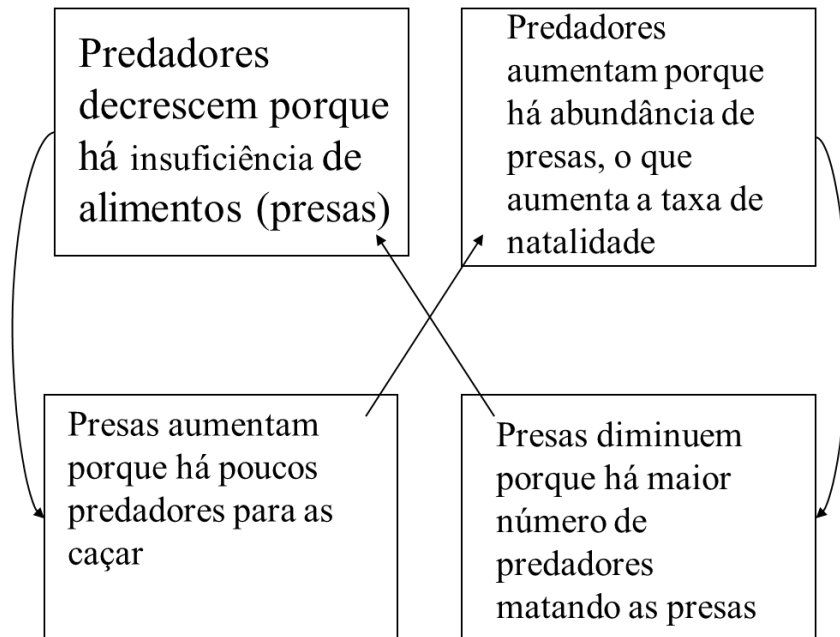 Predadores
decrescem porque
há insuficiência de
alimentos (presas)
Predadores
aumentam porque
há abundância de
presas, o que
aumenta a taxa de
natalidade
Presas aumentam
porque há poucos
predadores para as
caçar
Presas diminuem
porque há maior
número de
predadores
matando as presas